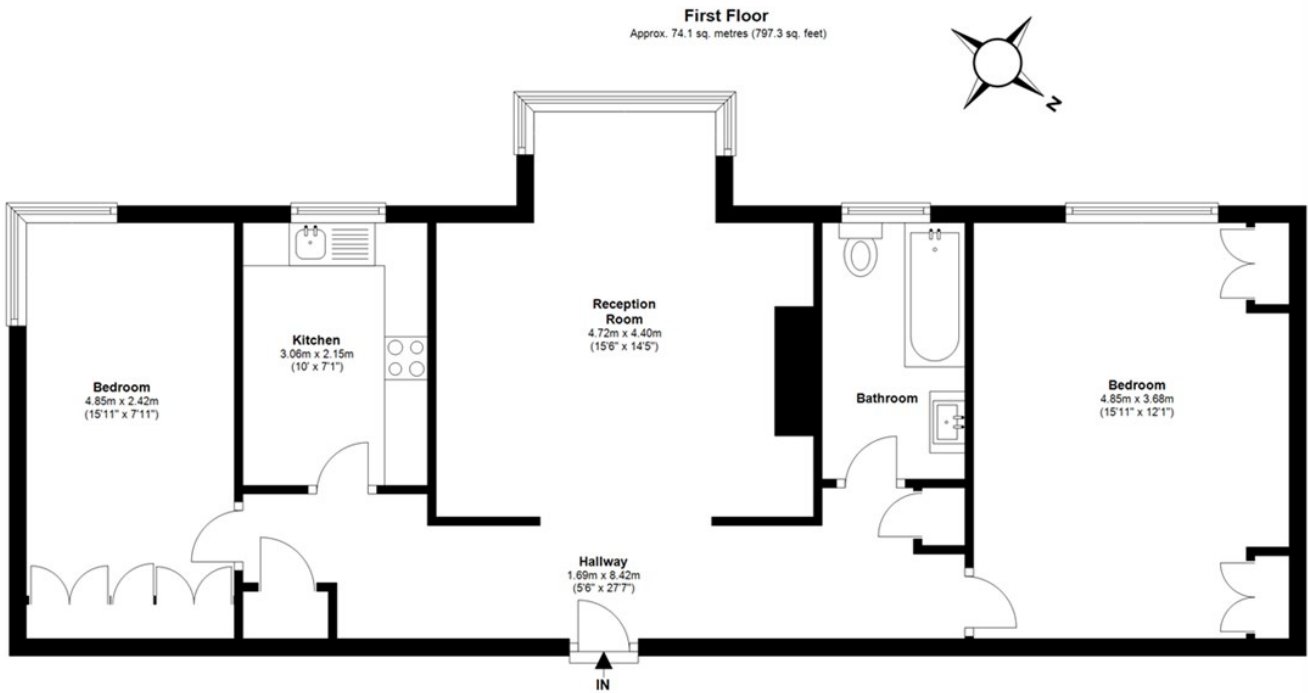 First Floor
Approx. 74.1 sq. metres (797.3 sq. feet)
N
Reception
Room
4.72m x 4.40m
(15'6" x 14'5")
Kitchen
3.06m x 2.15m
(10' x 7'1")
Bedroom
4.85m x 2.42m
(15'11" x 7'11")
Bathroom
Bedroom
4.85m x 3.68m
(15'11" x 12'1")
Hallway
1.69m x 8.42m
(5'6" x 27'7")
IN